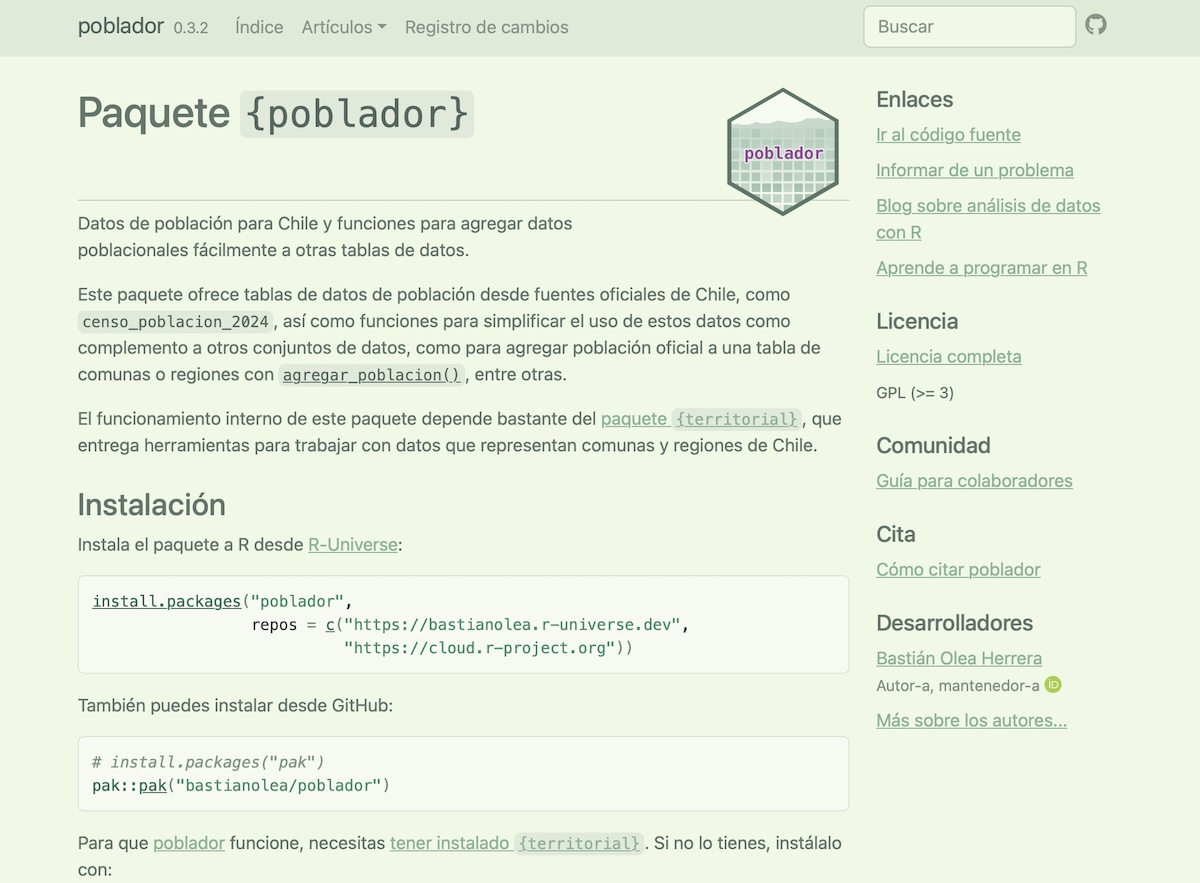 poblador 0.3.2 Índice Artículos Registro de cambios Buscar
Paquete {poblador}
poblador
Datos de población para Chile y funciones para agregar datos
poblacionales fácilmente a otras tablas de datos.
Este paquete ofrece tablas de datos de población desde fuentes oficiales de Chile, como
censo_poblacion_2024, así como funciones para simplificar el uso de estos datos como
complemento a otros conjuntos de datos, como para agregar población oficial a una tabla de
comunas o regiones con agregar_poblacion(), entre otras.
El funcionamiento interno de este paquete depende bastante del paquete {territorial}, que
entrega herramientas para trabajar con datos que representan comunas y regiones de Chile.
Instalación
Instala el paquete a R desde R-Universe:
install.packages("poblador",
repos = c("https://bastianolea.r-universe.dev",
"https://cloud.r-project.org"))
También puedes instalar desde GitHub:
# install.packages("pak")
pak::pak("bastianolea/poblador")
Para que poblador funcione, necesitas tener instalado {territorial}. Si no lo tienes, instálalo
con:
Enlaces
Ir al código fuente
Informar de un problema
Blog sobre análisis de datos
con R
Aprende a programar en R
Licencia
Licencia completa
GPL (>= 3)
Comunidad
Guía para colaboradores
Cita
Cómo citar poblador
Desarrolladores
Bastián Olea Herrera
Autor-a, mantenedor-a iD
Más sobre los autores...